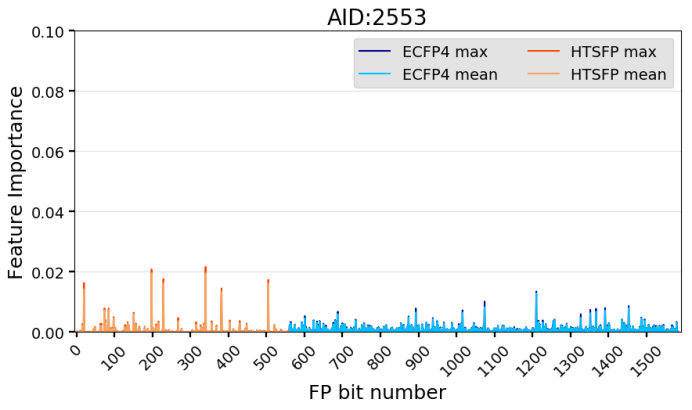 AID:2553
ECFP4 max
HTSFP max
ECFP4 mean
HTSFP mean
Feature Importance
0.10
0.08
0.06
0.04
0.02
0.00
0 100 200 300 400 500 600 700 800 900 1000 1100 1200 1300 1400 1500
FP bit number